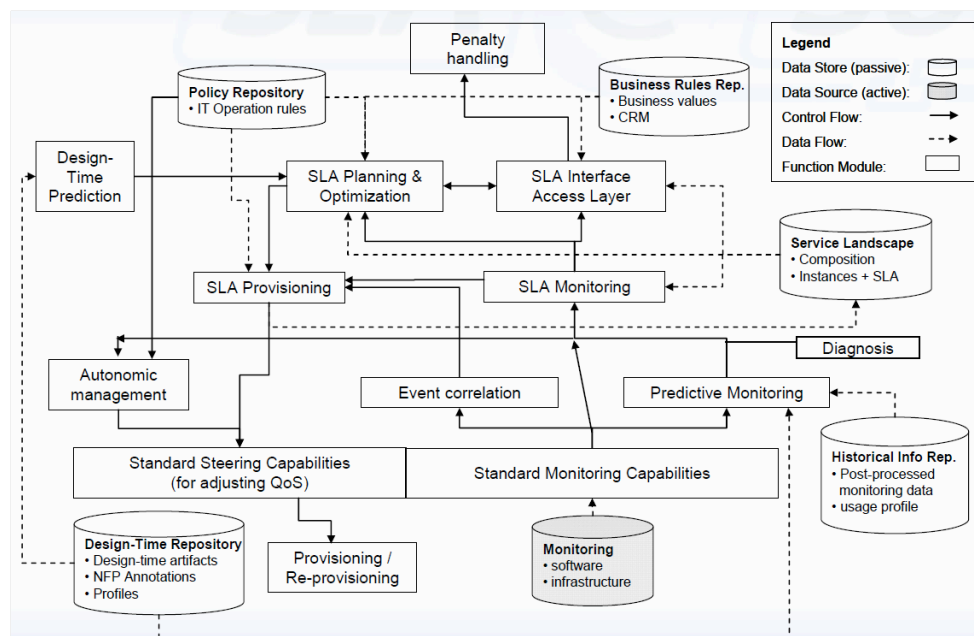 Penalty
handling
Legend
Data Store (passive):
Data Source (active):
Control Flow:
Data Flow:
Function Module:
Policy Repository
• IT Operation rules
Business Rules Rep.
• Business values
• CRM
Design-
Time
Prediction
SLA Planning &
Optimization
SLA Interface
Access Layer
Service Landscape
• Composition
• Instances + SLA
SLA Provisioning
SLA Monitoring
Diagnosis
Autonomic
management
Event correlation
Predictive Monitoring
Standard Steering Capabilities
(for adjusting QoS)
Standard Monitoring Capabilities
Historical Info Rep.
• Post-processed
monitoring data
• usage profile
Design-Time Repository
• Design-time artifacts
• NFP Annotations
• Profiles
Provisioning /
Re-provisioning
Monitoring
• software
• infrastructure